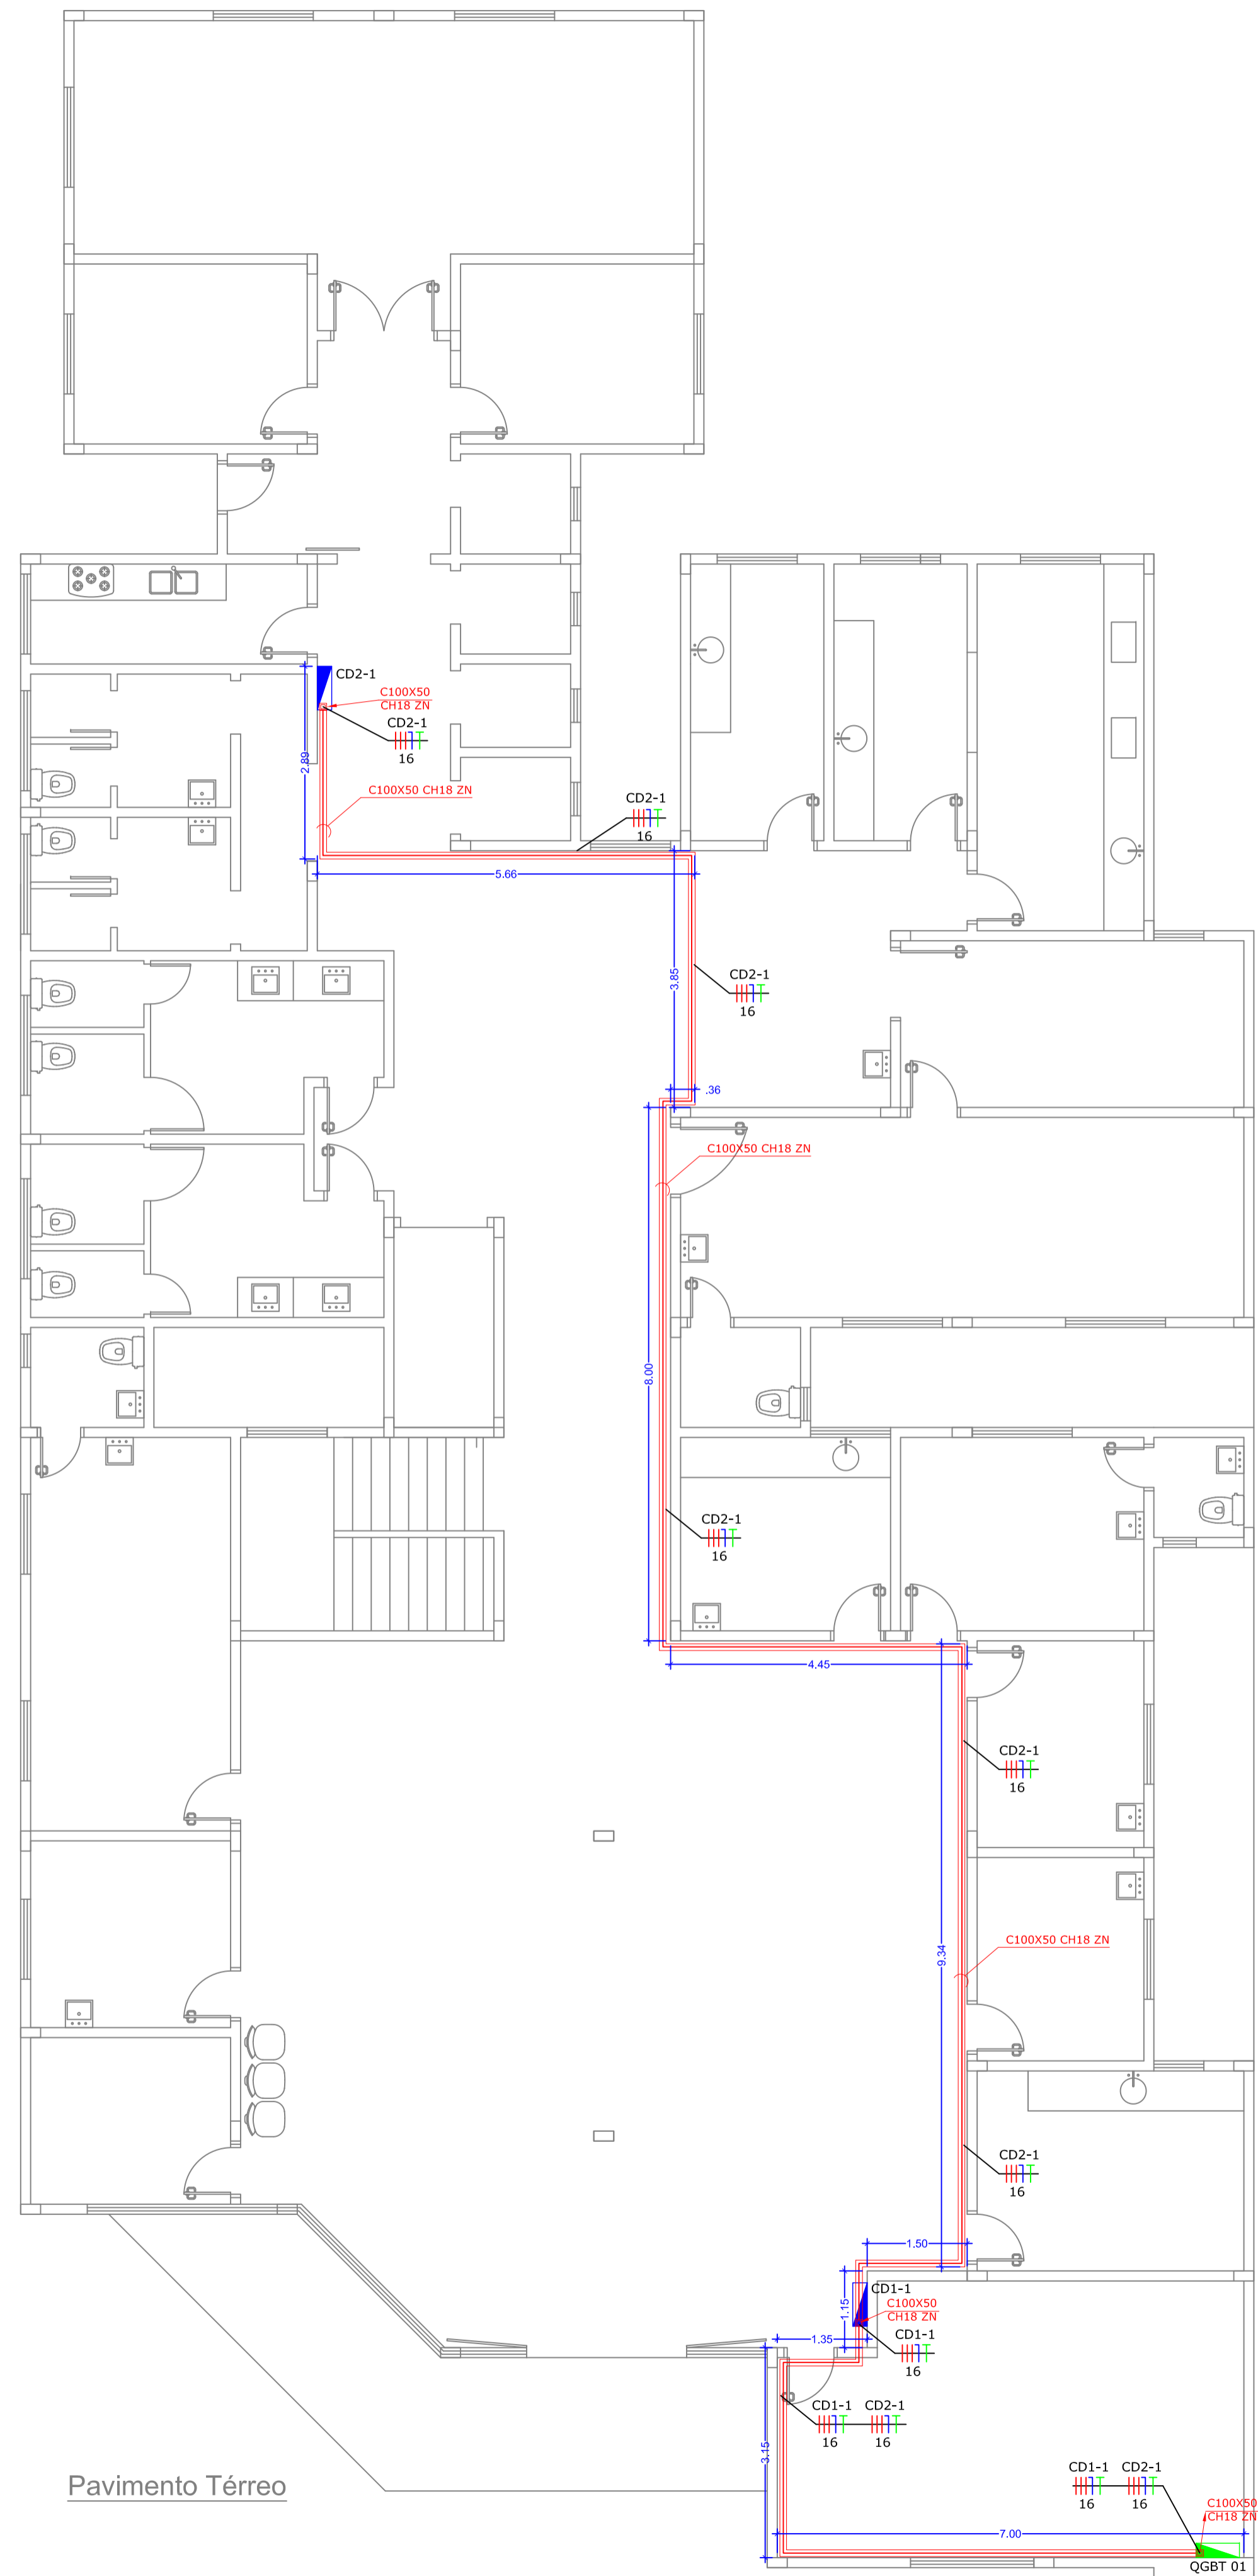 CD2-1
C100X50
CH18 ZN
CD2-1
16
2.89
C100X50 CH18 ZN
CD2-1
16
5.66
3.85
CD2-1
16
.36
C100X50 CH18 ZN
8.00
CD2-1
16
4.45
CD2-1
16
9.34
C100X50 CH18 ZN
CD2-1
16
1.50
CD1-1
1.15
C100X50
CH18 ZN
1.35
CD1-1
16
CD1-1 CD2-1
16 16
3.15
Pavimento Térreo
CD1-1 CD2-1
16 16
C100X50
CH18 ZN
7.00
QGBT 01